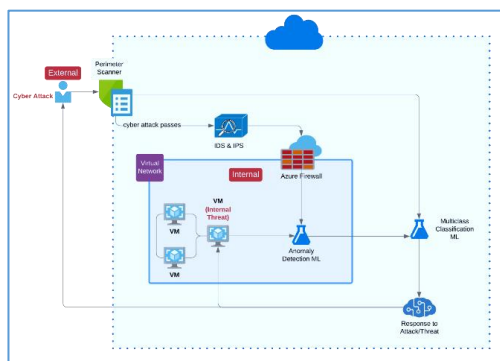 External
Perimeter
Scanner
Cyber Attack
cyber attack passes
IDS & IPS
Azure Firewall
Virtual
Network
Internal
VM
(Internal
Threat)
VM
VM
Anomaly
Detection ML
Multiclass
Classification
ML
Response to
Attack/Threat